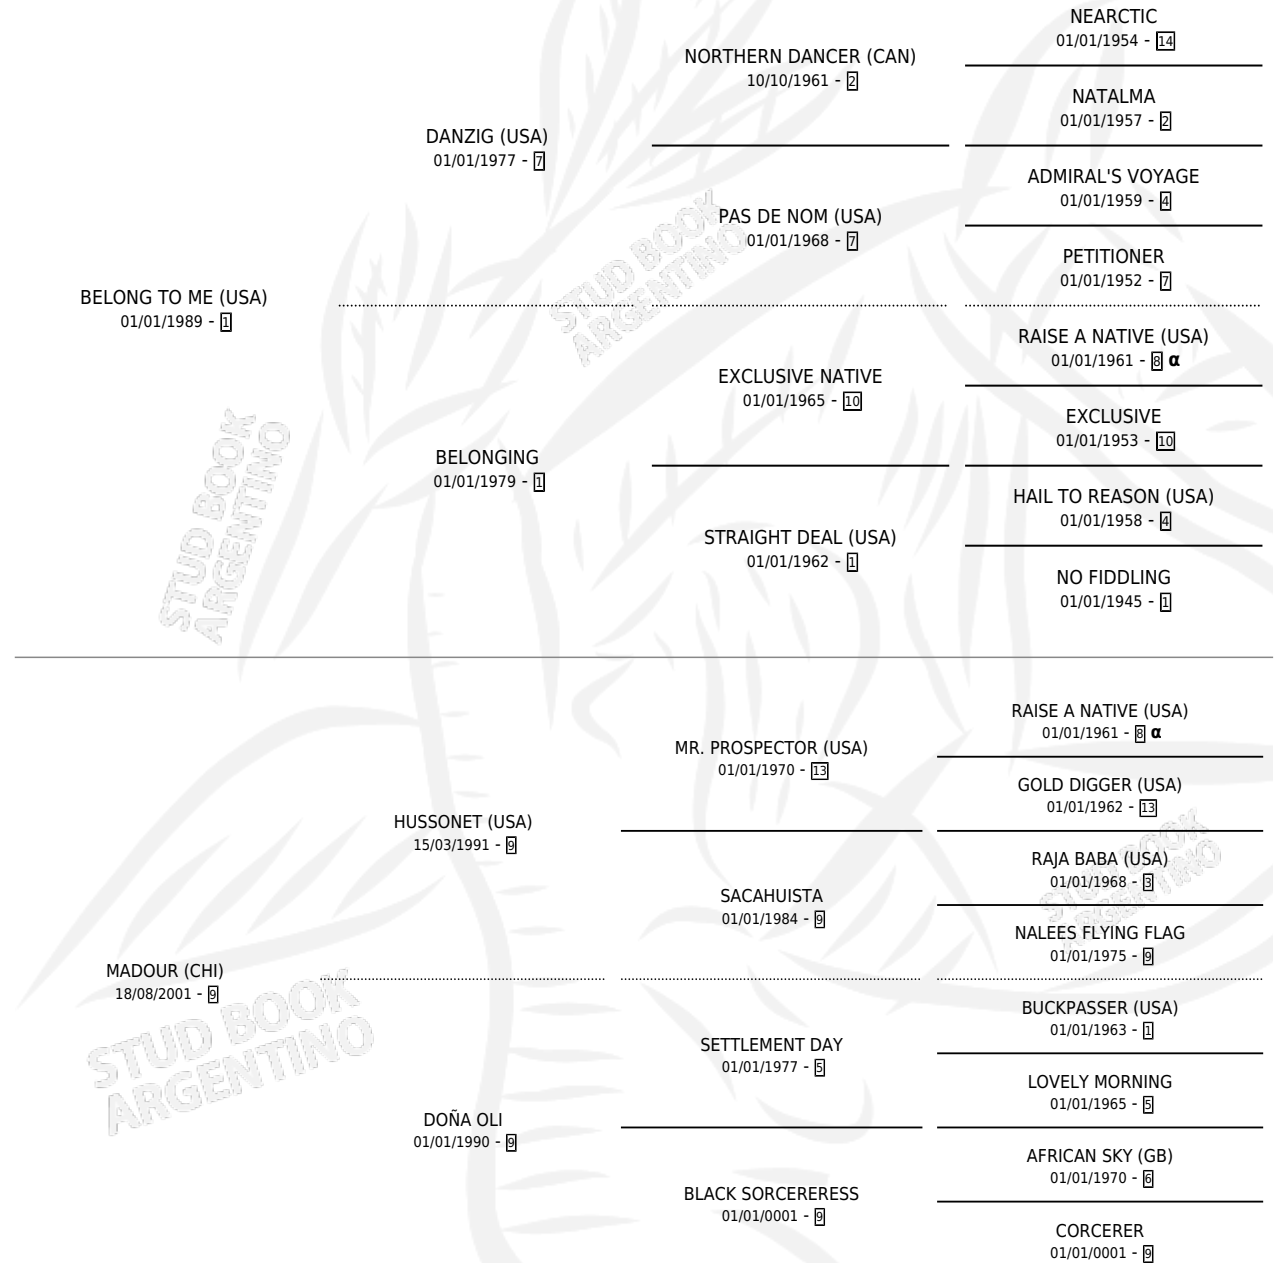 NEARCTIC
01/01/1954 - 14
NORTHERN DANCER (CAN)
10/10/1961 - 2
NATALMA
01/01/1957 - 2
DANZIG (USA)
01/01/1977 - 7
ADMIRAL'S VOYAGE
01/01/1959 - 4
PAS DE NOM (USA)
01/01/1968 - 7
PETITIONER
01/01/1952 - 7
BELONG TO ME (USA)
01/01/1989 - 1
RAISE A NATIVE (USA)
01/01/1961 - 8 α
EXCLUSIVE NATIVE
01/01/1965 - 10
EXCLUSIVE
01/01/1953 - 10
BELONGING
01/01/1979 - 1
HAIL TO REASON (USA)
01/01/1958 - 4
STRAIGHT DEAL (USA)
01/01/1962 - 1
NO FIDDLING
01/01/1945 - 1
RAISE A NATIVE (USA)
01/01/1961 - 8 α
MR. PROSPECTOR (USA)
01/01/1970 - 13
GOLD DIGGER (USA)
01/01/1962 - 13
HUSSONET (USA)
15/03/1991 - 9
RAJA BABA (USA)
01/01/1968 - 3
SACAHUISTA
01/01/1984 - 9
NALEES FLYING FLAG
01/01/1975 - 9
MADOUR (CHI)
18/08/2001 - 9
BUCKPASSER (USA)
01/01/1963 - 1
SETTLEMENT DAY
01/01/1977 - 5
LOVELY MORNING
01/01/1965 - 5
DOÑA OLI
01/01/1990 - 9
AFRICAN SKY (GB)
01/01/1970 - 6
BLACK SORCERERESS
01/01/0001 - 9
CORCERER
01/01/0001 - 9
STUD BOOK
ARGENTINO
STUD BOOK
ARGENTINO
STUD BOOK
ARGENTINO
STUD BOOK
ARGENTINO